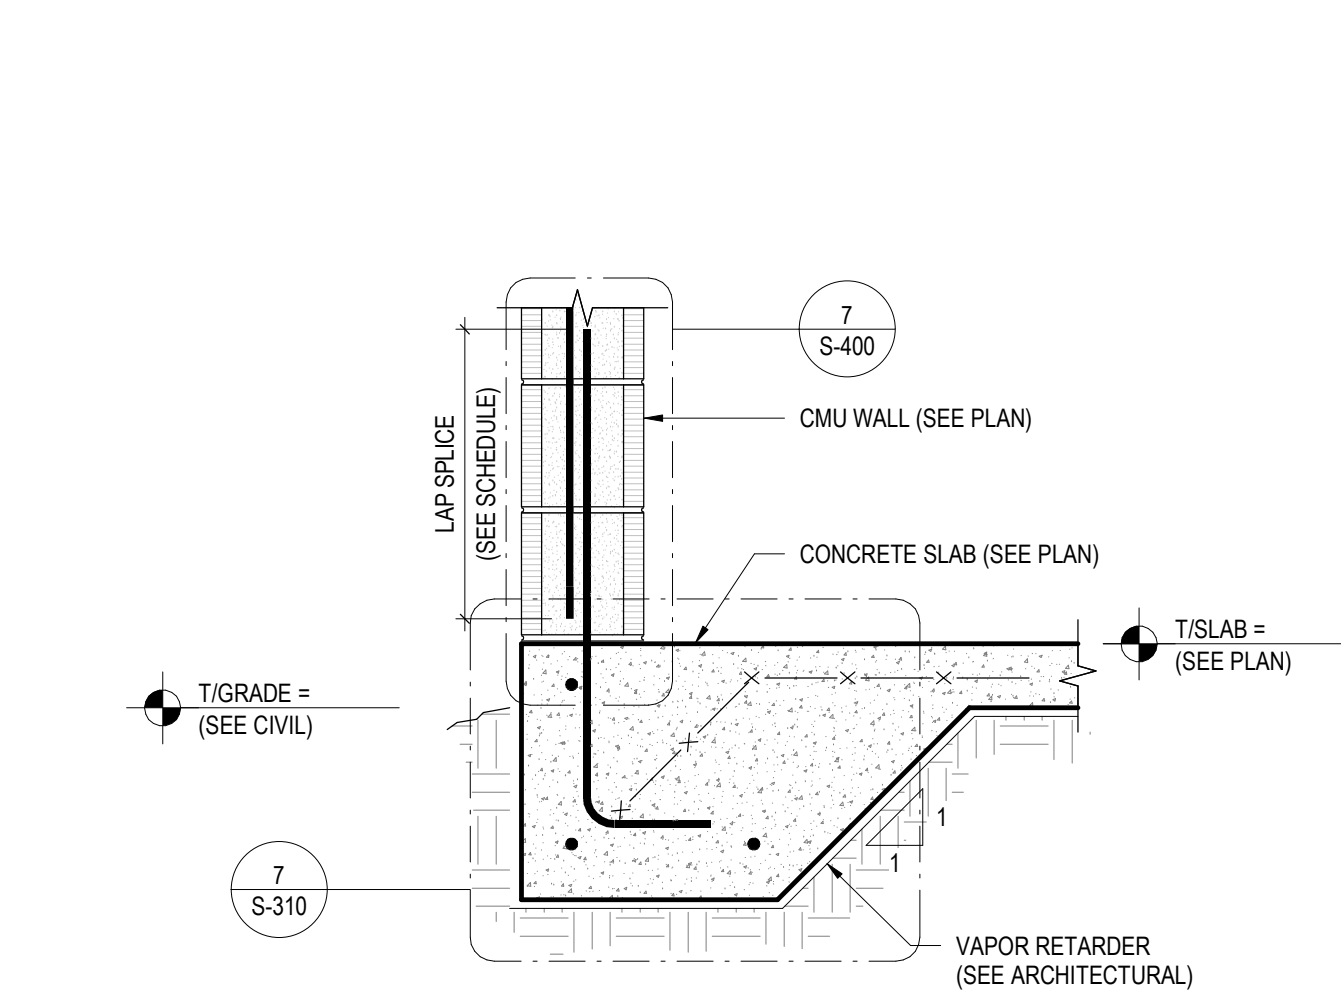 7
S-400
LAP SPLICE
(SEE SCHEDULE)
CMU WALL (SEE PLAN)
CONCRETE SLAB (SEE PLAN)
T/SLAB =
(SEE PLAN)
T/GRADE =
(SEE CIVIL)
1
1
7
S-310
VAPOR RETARDER
(SEE ARCHITECTURAL)